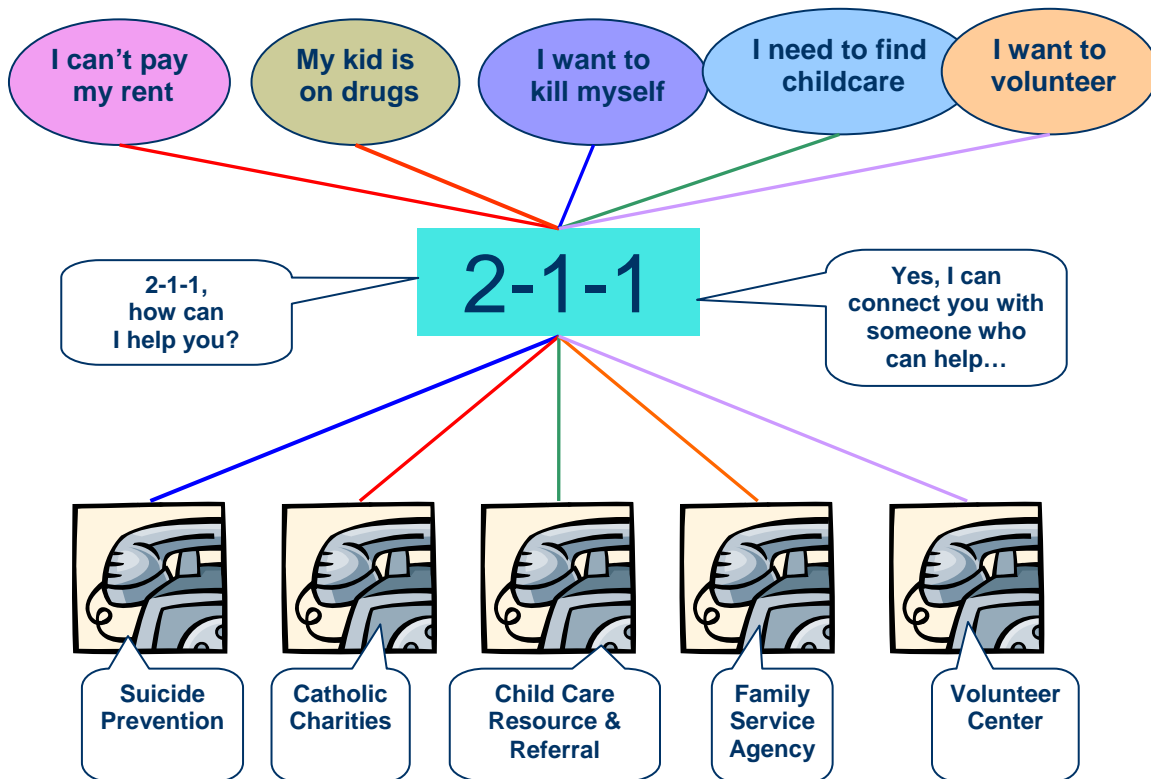 I can’t pay
my rent
My kid is
on drugs
I want to
kill myself
I need to find
childcare
I want to
volunteer
2-1-1,
how can
I help you?
2-1-1
Yes, I can
connect you with
someone who
can help…
Suicide
Prevention
Catholic
Charities
Child Care
Resource &
Referral
Family
Service
Agency
Volunteer
Center